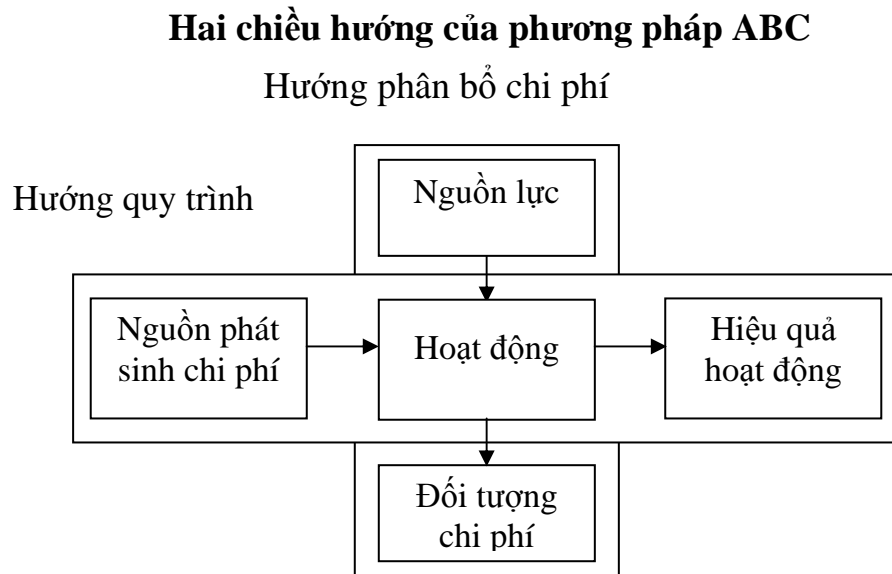 Hai chiều hướng của phương pháp ABC
Hướng phân bổ chi phí
Hướng quy trình
Nguồn lực
Nguồn phát
sinh chi phí
Hoạt động
Hiệu quả
hoạt động
Đối tượng
chi phí